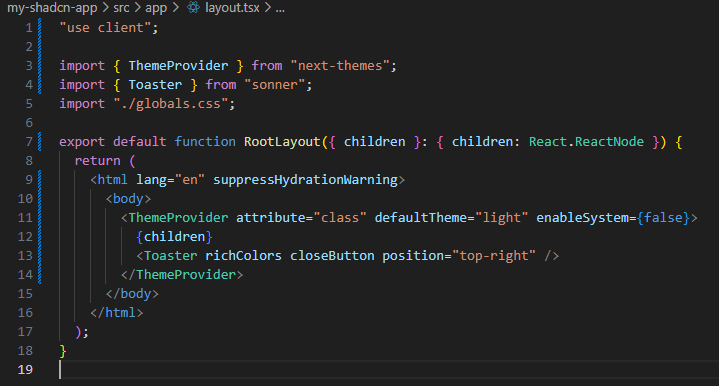 my-shadcn-app > src > app > layout.tsx > ...
1 "use client";
2
3 import { ThemeProvider } from "next-themes";
4 import { Toaster } from "sonner";
5 import "./globals.css";
6
7 export default function RootLayout({ children }: { children: React.ReactNode }) {
8   return (
9     <html lang="en" suppressHydrationWarning>
10       <body>
11         <ThemeProvider attribute="class" defaultTheme="light" enableSystem={false}>
12           {children}
13           <Toaster richColors closeButton position="top-right" />
14         </ThemeProvider>
15       </body>
16     </html>
17   );
18 }
19